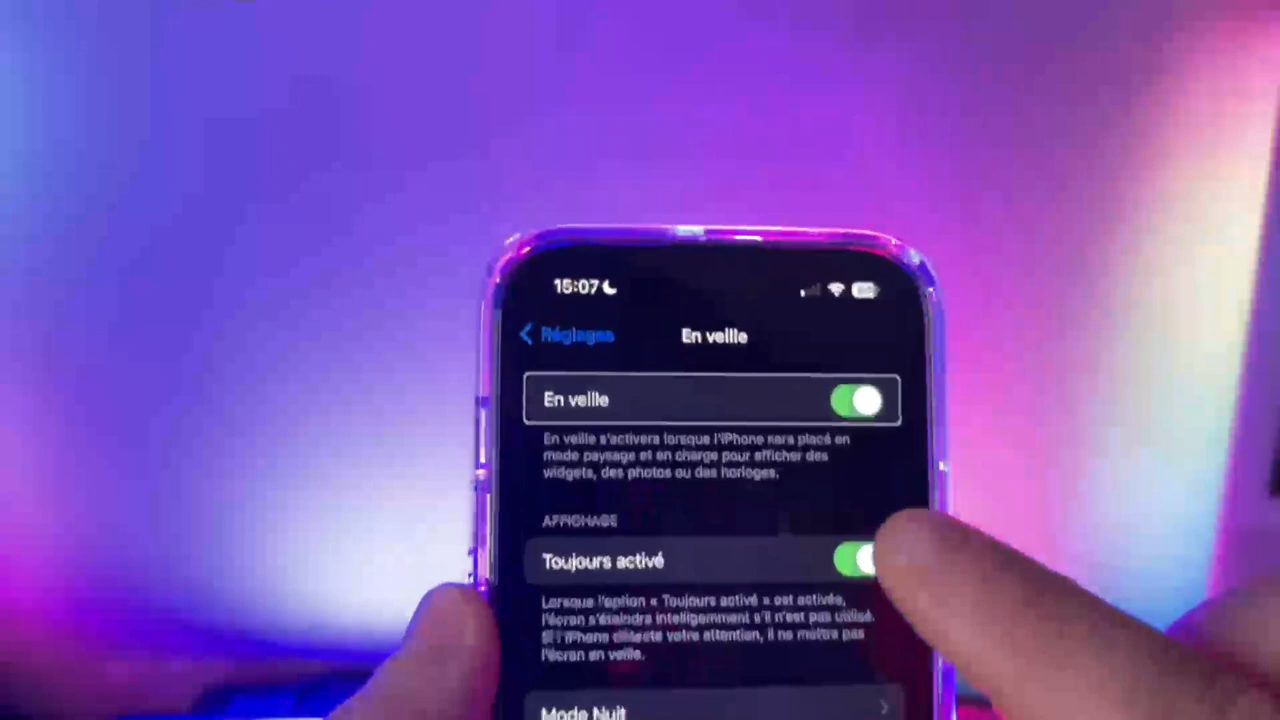 15:07
Réglages
En veille
En veille
En veille s'activera lorsque l'iPhone sera placé en
mode paysage et en charge pour afficher des
widgets, des photos ou des horloges.
AFFICHAGE
Toujours activé
Lorsque l'option « Toujours activé » est activée,
l'écran s'éteindra intelligemment s'il n'est pas utilisé.
Si l'iPhone détecte votre attention, il ne mettra pas
l'écran en veille.
Mode Nuit